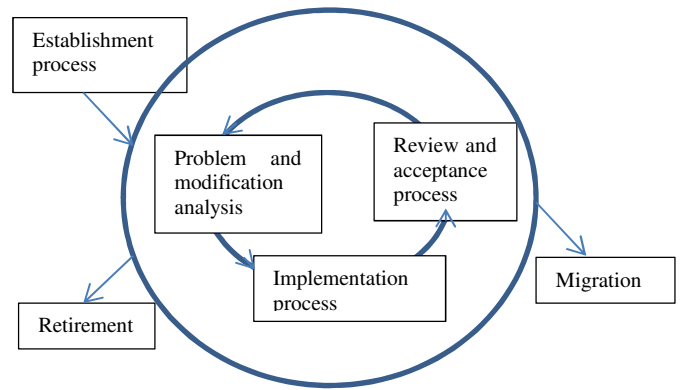 Establishment
process
Problem and
modification
analysis
Review and
acceptance
process
Implementation
process
Migration
Retirement